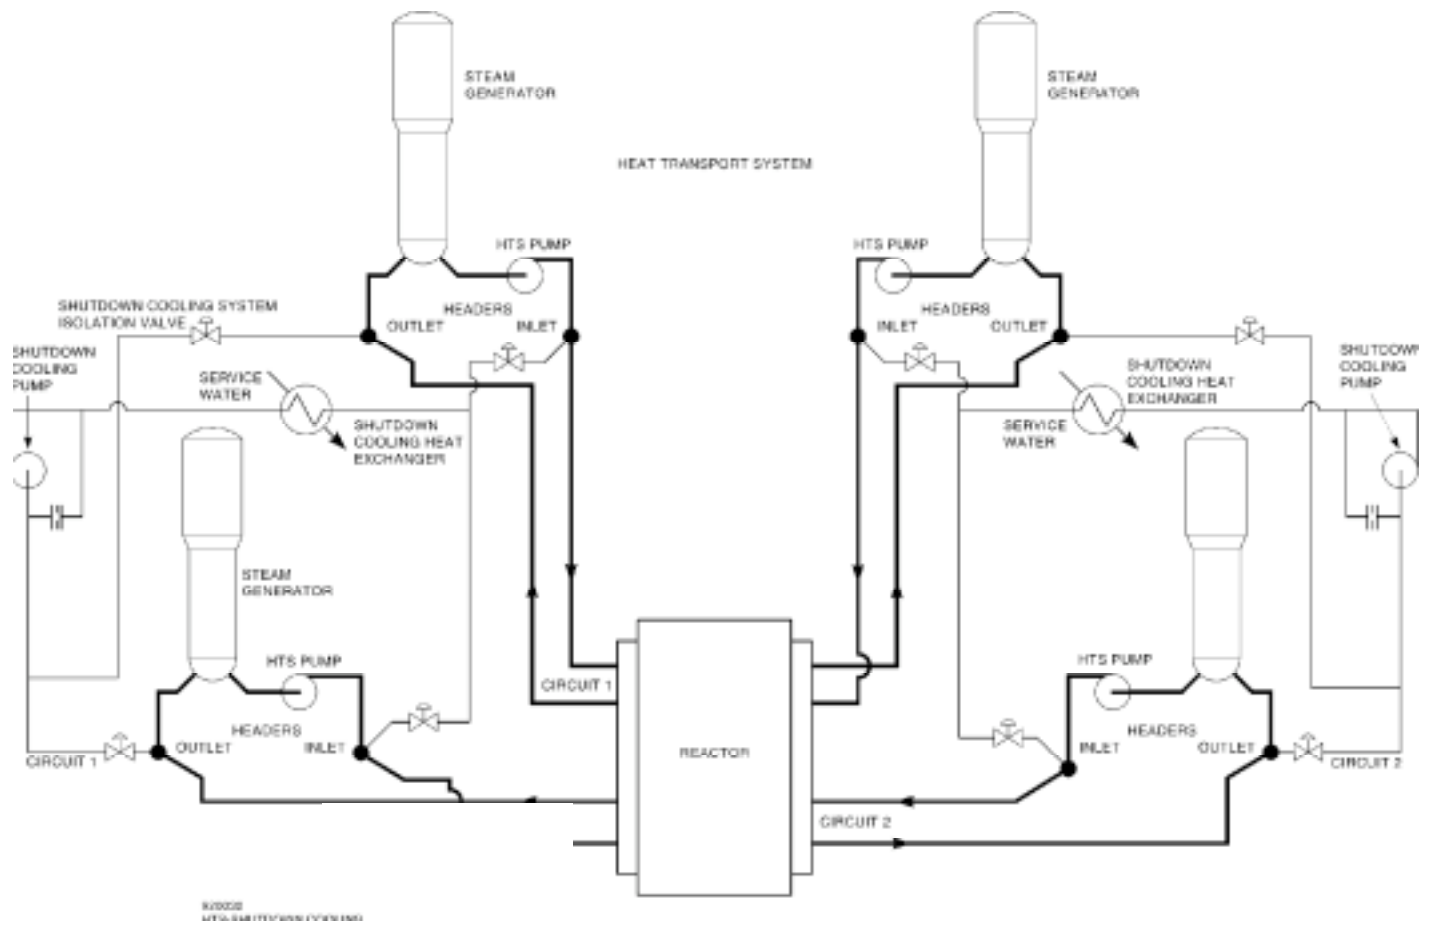 STEAM
GENERATOR
STEAM
GENERATOR
HEAT TRANSPORT SYSTEM
HTS PUMP
HTS PUMP
SHUTDOWN COOLING SYSTEM
ISOLATION VALVE
HEADERS
OUTLET
INLET
HEADERS
INLET
OUTLET
SHUTDOWN
COOLING
PUMP
SERVICE
WATER
SHUTDOWN
COOLING HEAT
EXCHANGER
SHUTDOWN
COOLING HEAT
EXCHANGER
SERVICE
WATER
SHUTDOWN
COOLING
PUMP
STEAM
GENERATOR
HTS PUMP
CIRCUIT 1
HTS PUMP
HEADERS
OUTLET
INLET
CIRCUIT 1
REACTOR
HEADERS
INLET
OUTLET
CIRCUIT 2
CIRCUIT 2
HTS-SHUTDOWN COOLING